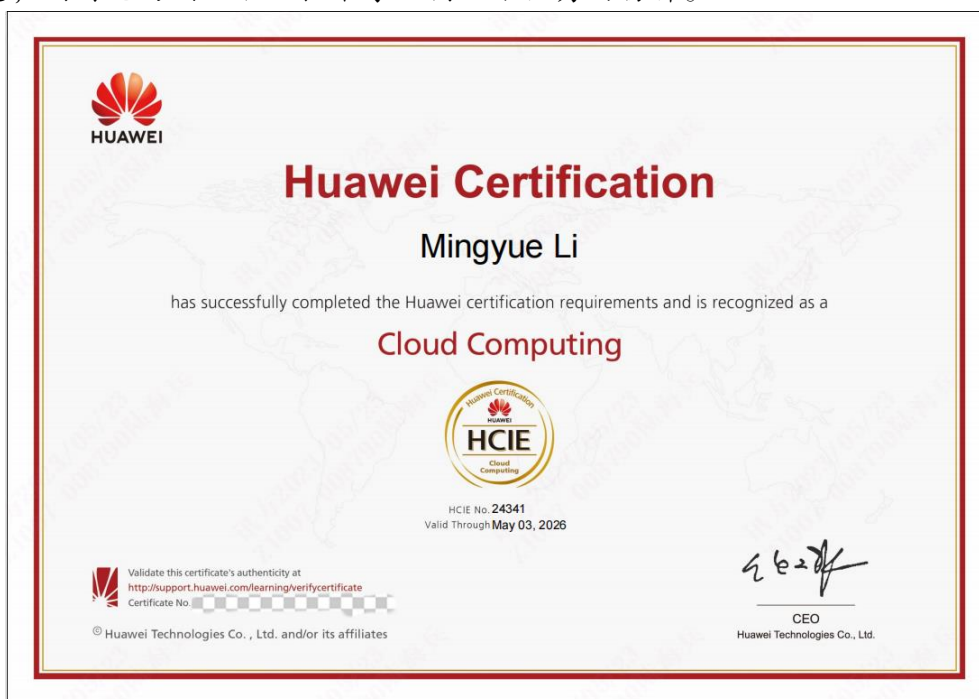 HUAWEI
Huawei Certification
Mingyue Li
has successfully completed the Huawei certification requirements and is recognized as a
Cloud Computing
Huawei Certification
HUAWEI
HCIE
Cloud
Computing
HCIE No. 24341
Valid Through May 03, 2026
Validate this certificate's authenticity at
http://support.huawei.com/learning/verifycertificate
Certificate No.
© Huawei Technologies Co. , Ltd. and/or its affiliates
CEO
Huawei Technologies Co., Ltd.